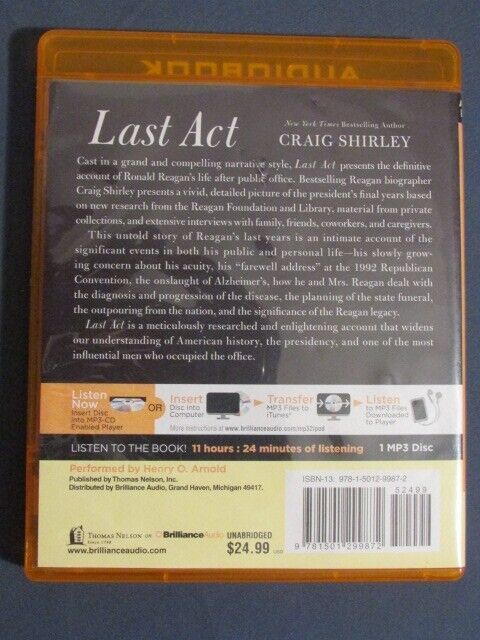 AUDIOBOOK
Last Act
New York Times Bestselling Author
CRAIG SHIRLEY
Cast in a grand and compelling narrative style, Last Act presents the definitive
account of Ronald Reagan's life after public office. Bestselling Reagan biographer
Craig Shirley presents a vivid, detailed picture of the president's final years based
on new research from the Reagan Foundation and Library, material from private
collections, and extensive interviews with family, friends, coworkers, and caregivers.
This untold story of Reagan's last years is an intimate account of the
significant events in both his public and personal life—his slowly grow-
ing concern about his acuity, his "farewell address" at the 1992 Republican
Convention, the onslaught of Alzheimer's, how he and Mrs. Reagan dealt with
the diagnosis and progression of the disease, the planning of the state funeral,
the outpouring from the nation, and the significance of the Reagan legacy.
Last Act is a meticulously researched and enlightening account that widens
our understanding of American history, the presidency, and one of the most
influential men who occupied the office.
Listen
Now
Insert Disc
into MP3-CD
Enabled Player
OR
Insert
Disc into
Computer
Transfer
MP3 Files to
iTunes®
Listen
to MP3 Files
Downloaded
to Player
More instructions at www.brillianceaudio.com/mp32ipod
LISTEN TO THE BOOK! 11 hours : 24 minutes of listening 1 MP3 Disc
Performed by Henry O. Arnold
Published by Thomas Nelson, Inc.
Distributed by Brilliance Audio, Grand Haven, Michigan 49417.
THOMAS NELSON
Since 1798
ON
BrillianceAudio
UNABRIDGED
$24.99 USD
www.brillianceaudio.com
ISBN-13: 978-1-5012-9987-2
52499
9 781501 299872